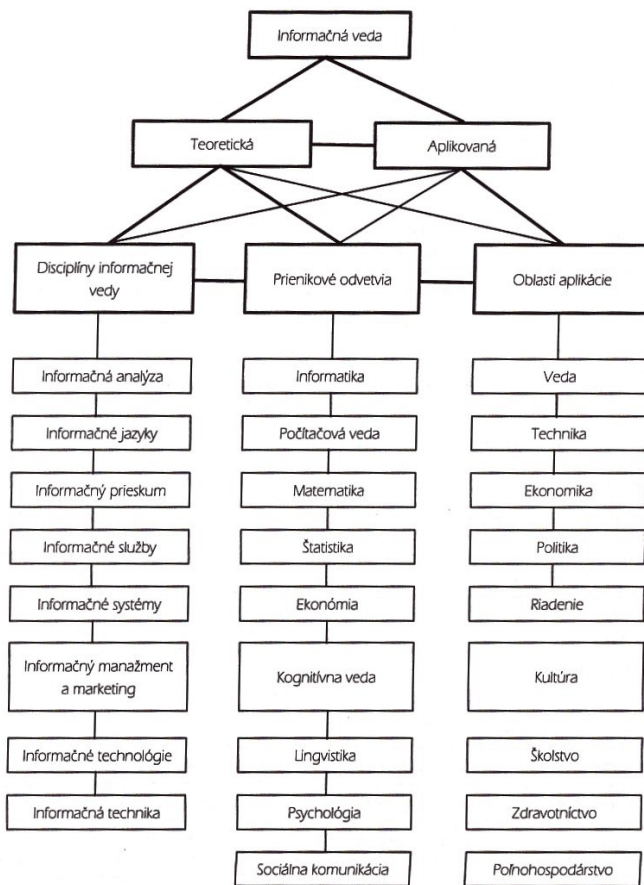 Informačná veda
Teoretická
Aplikovaná
Disciplíny informačnej
vedy
Prienikové odvetvia
Oblasti aplikácie
Informačná analýza
Informačné jazyky
Informačný prieskum
Informačné služby
Informačné systémy
Informačný manažment
a marketing
Informačné technológie
Informačná technika
Informatika
Počítačová veda
Matematika
Štatistika
Ekonómia
Kognitívna veda
Lingvistika
Psychológia
Sociálna komunikácia
Veda
Technika
Ekonomika
Politika
Riadenie
Kultúra
Školstvo
Zdravotníctvo
Poľnohospodárstvo